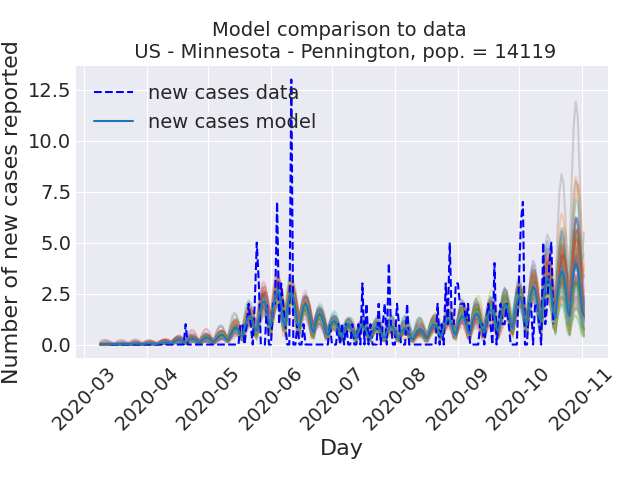 Model comparison to data
US - Minnesota - Pennington, pop. = 14119
Number of new cases reported
12.5
10.0
7.5
5.0
2.5
0.0
new cases data
new cases model
2020-03
2020-04
2020-05
2020-06
2020-07
2020-08
2020-09
2020-10
2020-11
Day